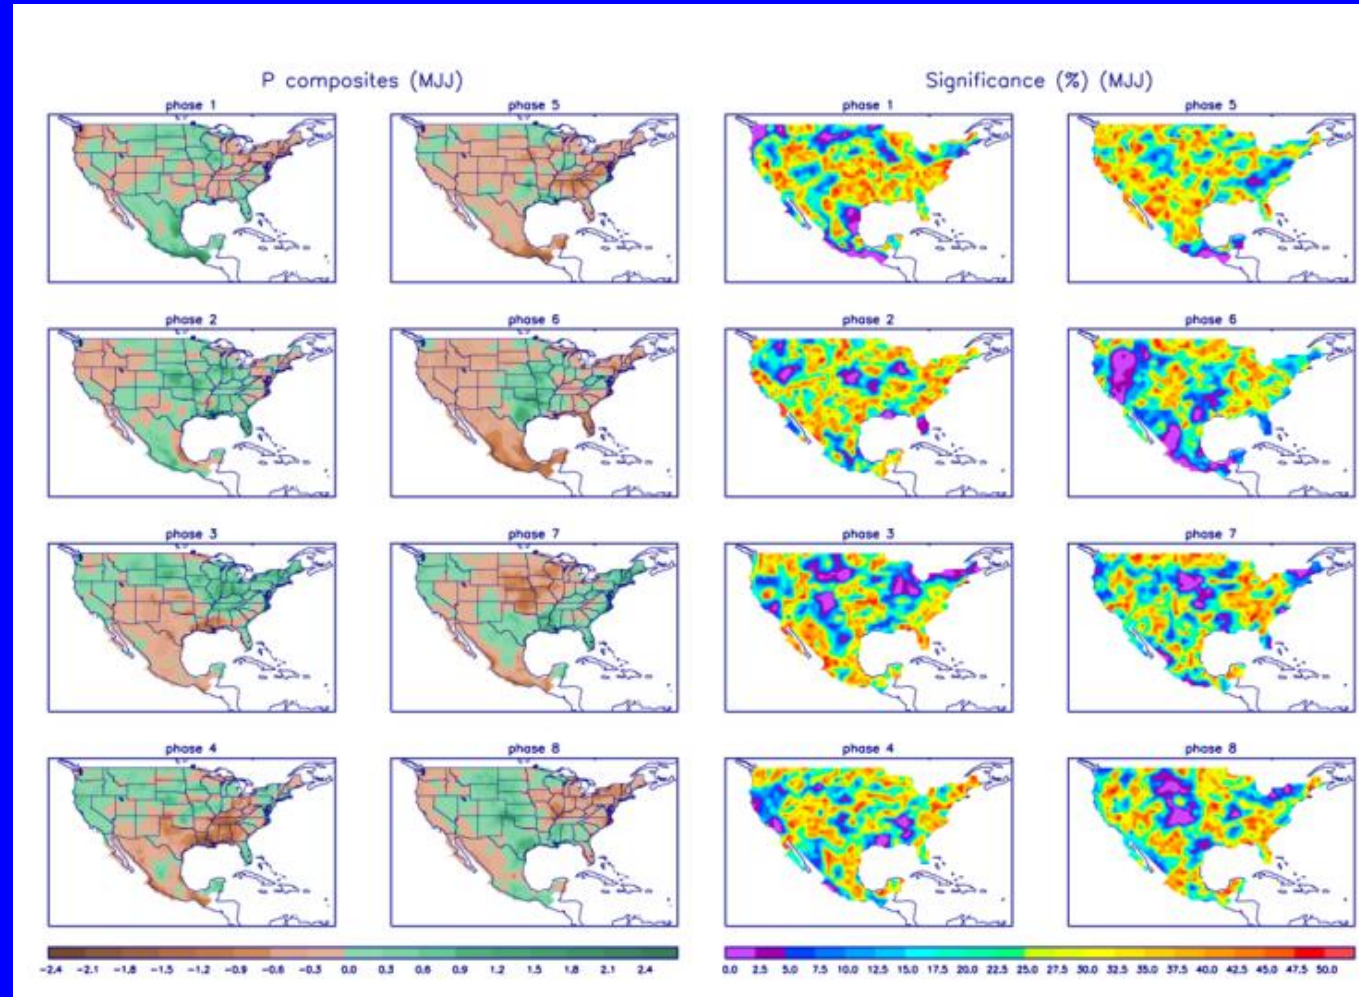 P composites (MJJ)
Significance (%) (MJJ)
phase 1
phase 5
phase 1
phase 5
phase 2
phase 6
phase 2
phase 6
phase 3
phase 7
phase 3
phase 7
phase 4
phase 8
phase 4
phase 8
-2.4 -2.1 -1.8 -1.5 -1.2 -0.9 -0.6 -0.3 0.0 0.3 0.6 0.9 1.2 1.5 1.8 2.1 2.4
0.0 2.5 5.0 7.5 10.0 12.5 15.0 17.5 20.0 22.5 25.0 27.5 30.0 32.5 35.0 37.5 40.0 42.5 45.0 47.5 50.0